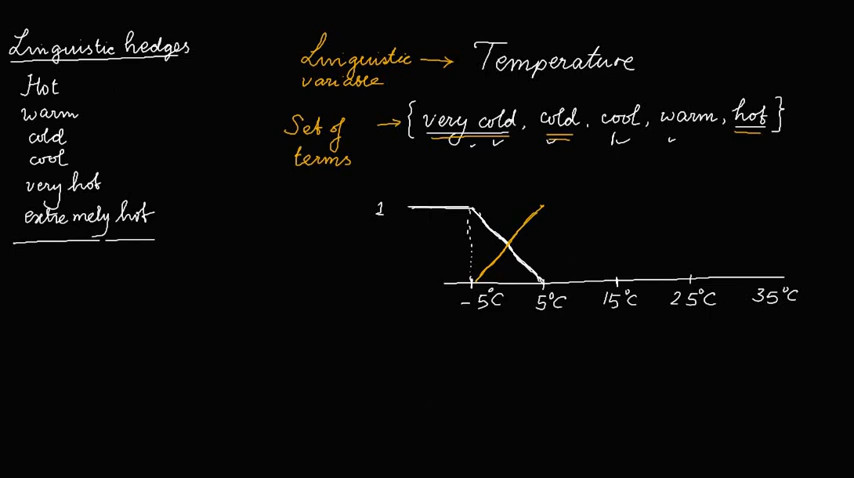 Linguistic hedges
Hot
warm
cold
cool
very hot
extremely hot
Linguistic variable → Temperature
Set of terms → {very cold, cold, cool, warm, hot}
1
-5°C 5°C 15°C 25°C 35°C